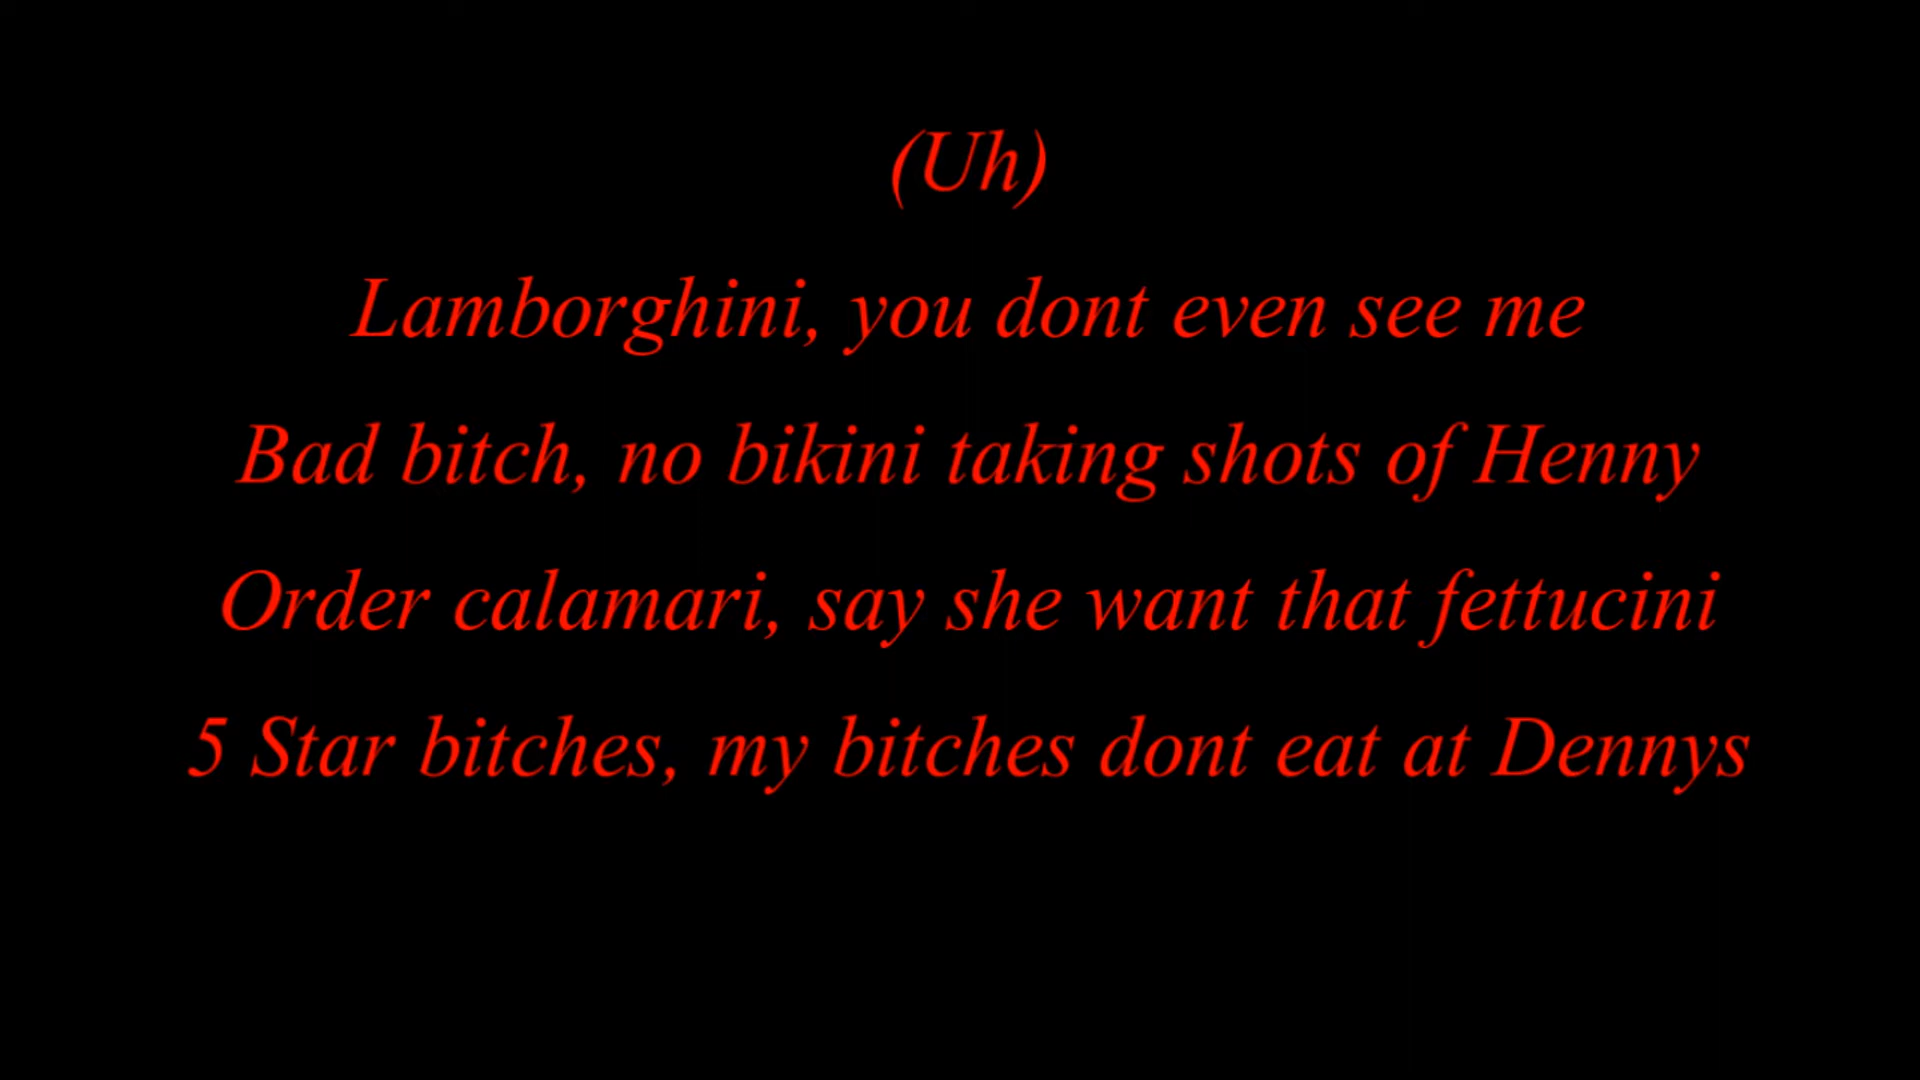 (Uh)
Lamborghini, you dont even see me
Bad bitch, no bikini taking shots of Henny
Order calamari, say she want that fettucini
5 Star bitches, my bitches dont eat at Dennys